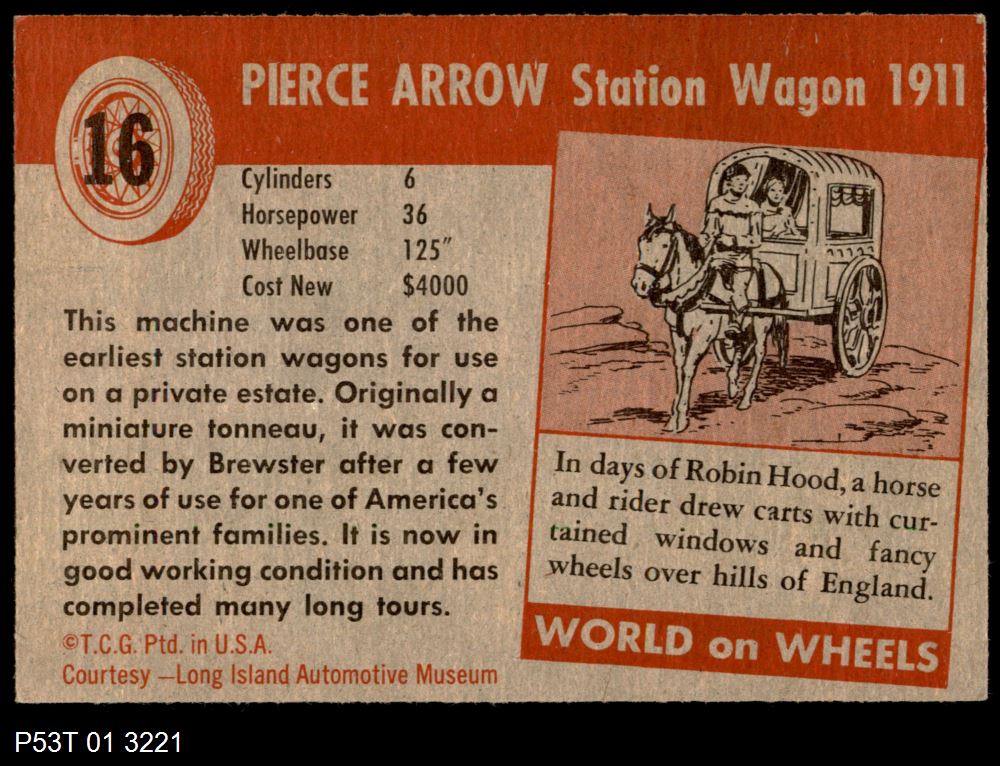 16
PIERCE ARROW Station Wagon 1911
Cylinders 6
Horsepower 36
Wheelbase 125"
Cost New $4000
This machine was one of the
earliest station wagons for use
on a private estate. Originally a
miniature tonneau, it was con-
verted by Brewster after a few
years of use for one of America's
prominent families. It is now in
good working condition and has
completed many long tours.
©T.C.G. Ptd. in U.S.A.
Courtesy —Long Island Automotive Museum
In days of Robin Hood, a horse
and rider drew carts with cur-
tained windows and fancy
wheels over hills of England.
WORLD on WHEELS
P53T 01 3221